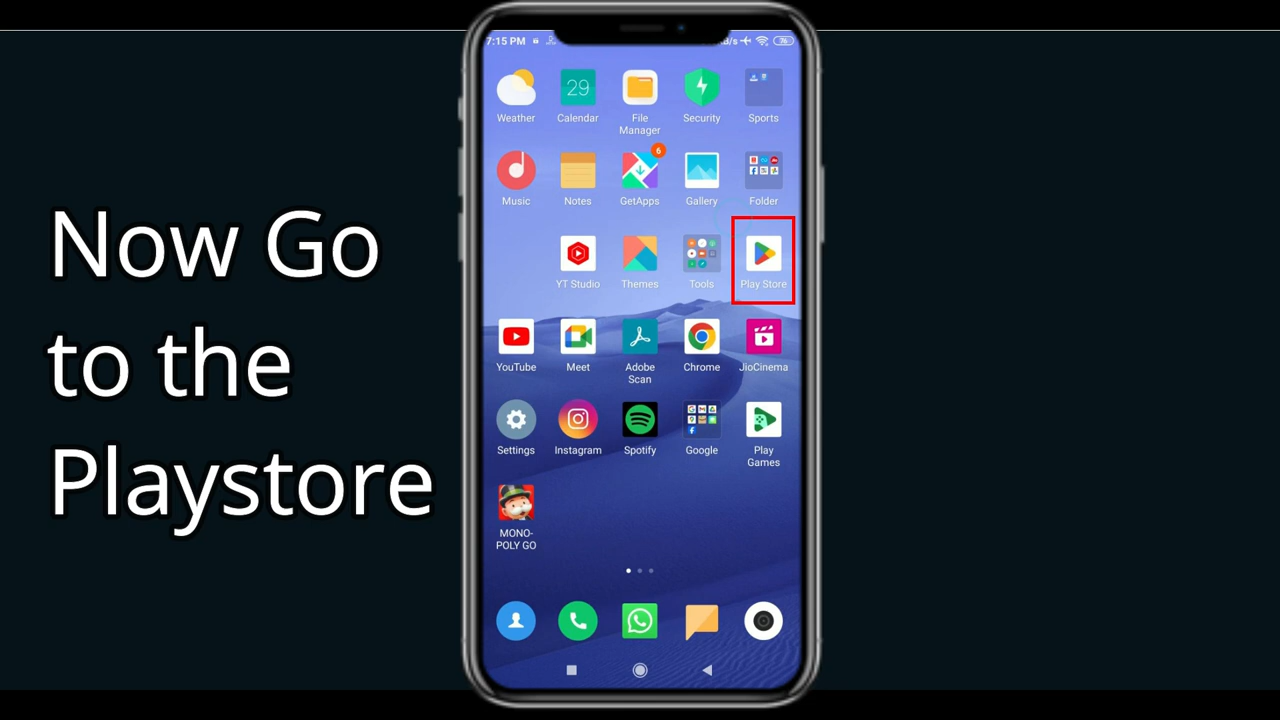 Now Go
to the
Playstore
7:15 PM
Weather
Calendar
File
Manager
Security
Sports
29
Music
Notes
GetApps
Gallery
Folder
6
YT Studio
Themes
Tools
Play Store
YouTube
Meet
Adobe
Scan
Chrome
JioCinema
Settings
Instagram
Spotify
Google
Play
Games
MONO-
POLY GO